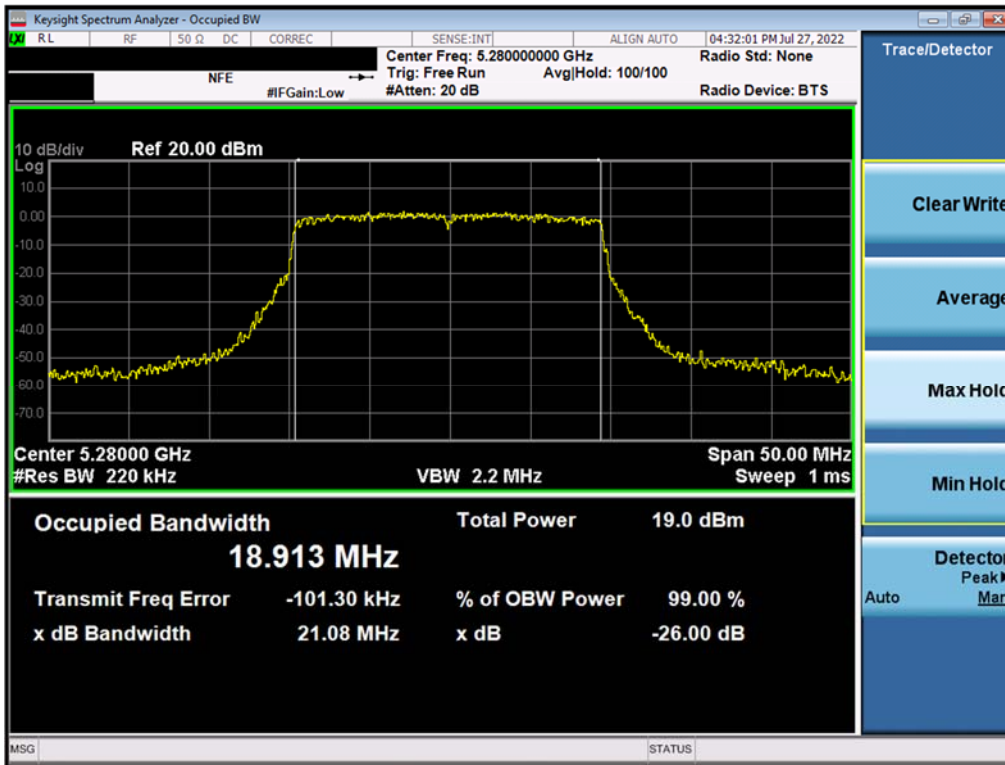 Keysight Spectrum Analyzer - Occupied BW
LXI RL RF 50 Ω DC CORREC SENSE:INT ALIGN AUTO 04:32:01 PM Jul 27, 2022
Center Freq: 5.280000000 GHz Radio Std: None
NFE Trig: Free Run Avg|Hold: 100/100
#IFGain:Low #Atten: 20 dB Radio Device: BTS
10 dB/div Ref 20.00 dBm
Log
10.0
0.00
-10.0
-20.0
-30.0
-40.0
-50.0
-60.0
-70.0
Center 5.28000 GHz Span 50.00 MHz
#Res BW 220 kHz VBW 2.2 MHz Sweep 1 ms
Occupied Bandwidth Total Power 19.0 dBm
18.913 MHz
Transmit Freq Error -101.30 kHz % of OBW Power 99.00 %
x dB Bandwidth 21.08 MHz x dB -26.00 dB
MSG STATUS
Trace/Detector
Clear Write
Average
Max Hold
Min Hold
Detector
Peak
Auto Man